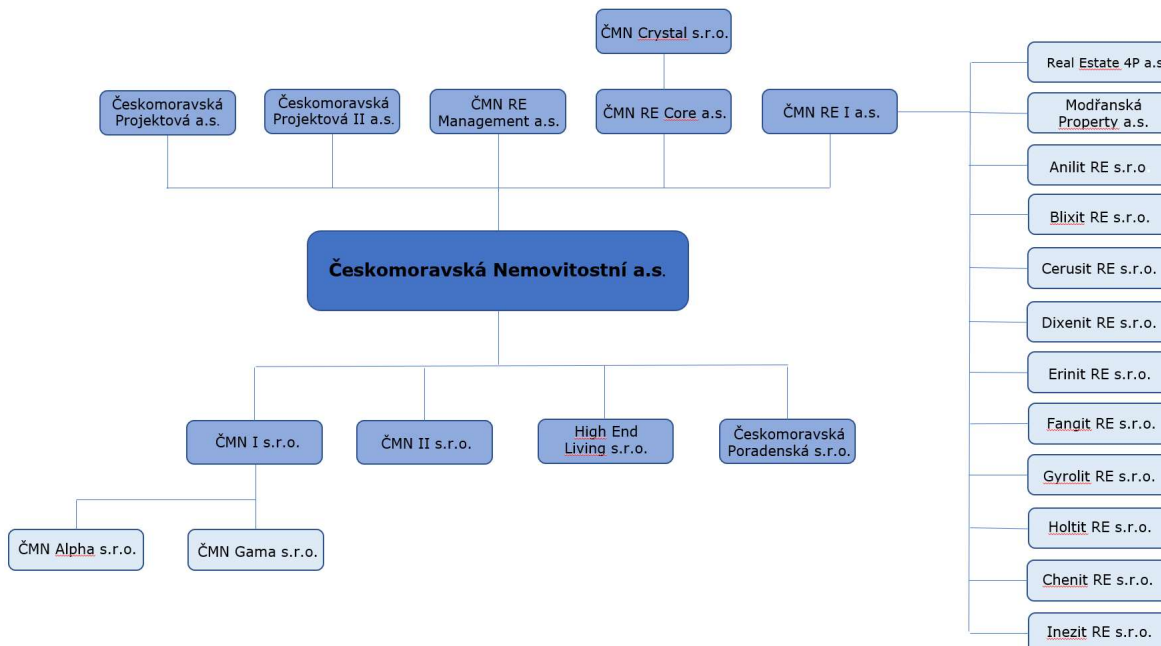 ČMN Crystal s.r.o.
Českomoravská
Projektová a.s.
Českomoravská
Projektová II a.s.
ČMN RE
Management a.s.
ČMN RE Core a.s.
ČMN RE I a.s.
Českomoravská Nemovitostní a.s.
ČMN I s.r.o.
ČMN II s.r.o.
High End
Living s.r.o.
Českomoravská
Poradenská s.r.o.
ČMN Alpha s.r.o.
ČMN Gama s.r.o.
Real Estate 4P a.s
Modřanská
Property a.s.
Anilit RE s.r.o
Blixit RE s.r.o.
Cerusit RE s.r.o.
Dixenit RE s.r.o.
Erinit RE s.r.o.
Fangit RE s.r.o.
Gyrolit RE s.r.o.
Holtit RE s.r.o.
Chenit RE s.r.o.
Inezit RE s.r.o.